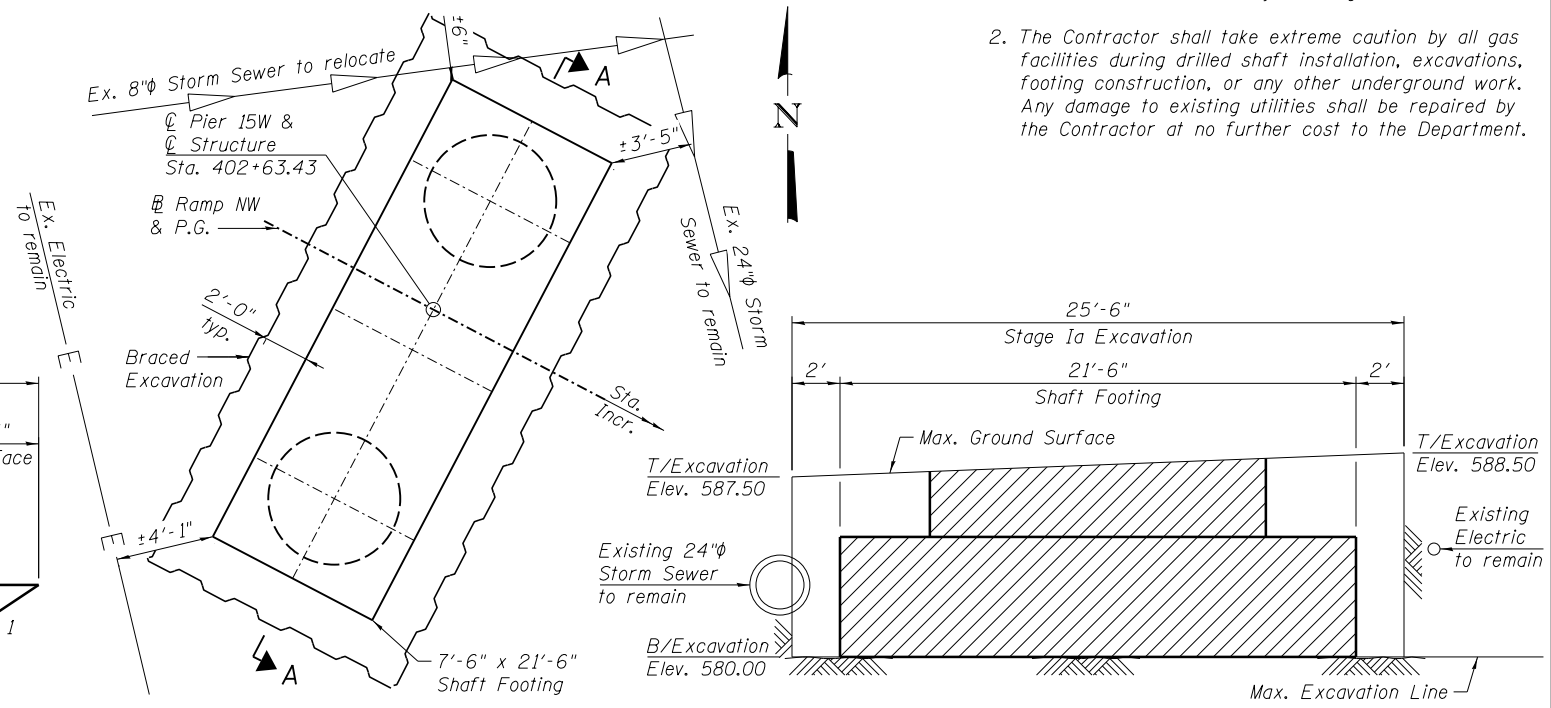 ±6"
Ex. 8"ϕ Storm Sewer to relocate
℄ Pier 15W &
℄ Structure
Sta. 402+63.43
Ramp NW
& P.G.
Ex. Electric
to remain
2'-0"
typ.
Braced
Excavation
E
E
±4'-1"
A
±3'-5"
Ex. 24"ϕ Storm
Sewer to remain
Sta.
Incr.
A
7'-6" x 21'-6"
Shaft Footing
N
2. The Contractor shall take extreme caution by all gas
facilities during drilled shaft installation, excavations,
footing construction, or any other underground work.
Any damage to existing utilities shall be repaired by
the Contractor at no further cost to the Department.
25'-6"
Stage Ia Excavation
2'
21'-6"
2'
Shaft Footing
Max. Ground Surface
T/Excavation
Elev. 587.50
T/Excavation
Elev. 588.50
Existing 24"ϕ
Storm Sewer
to remain
Existing
Electric
to remain
B/Excavation
Elev. 580.00
Max. Excavation Line
1